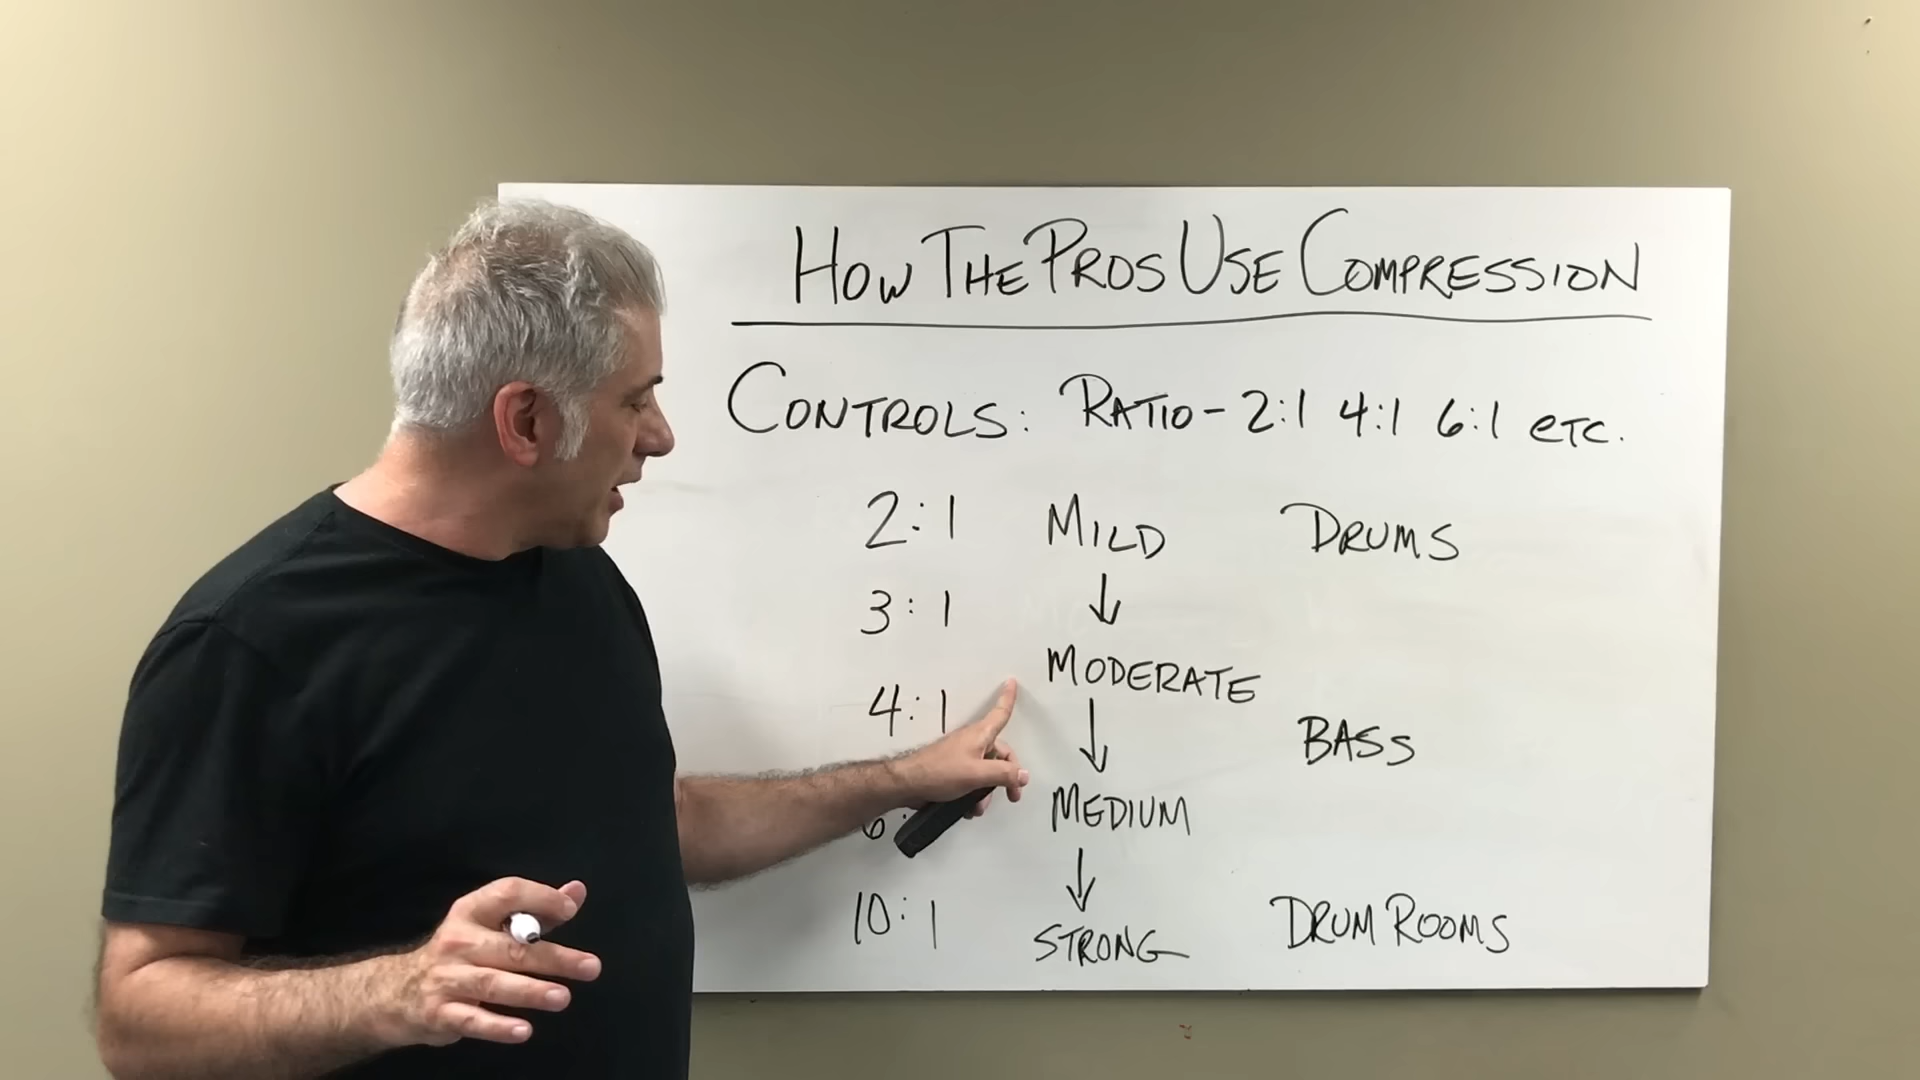 HOW THE PROS USE COMPRESSION
CONTROLS: RATIO - 2:1 4:1 6:1 ETC.
2:1 MILD DRUMS
↓
3:1
MODERATE
4:1
↓
BASS
6: MEDIUM
↓
10:1 STRONG DRUM ROOMS